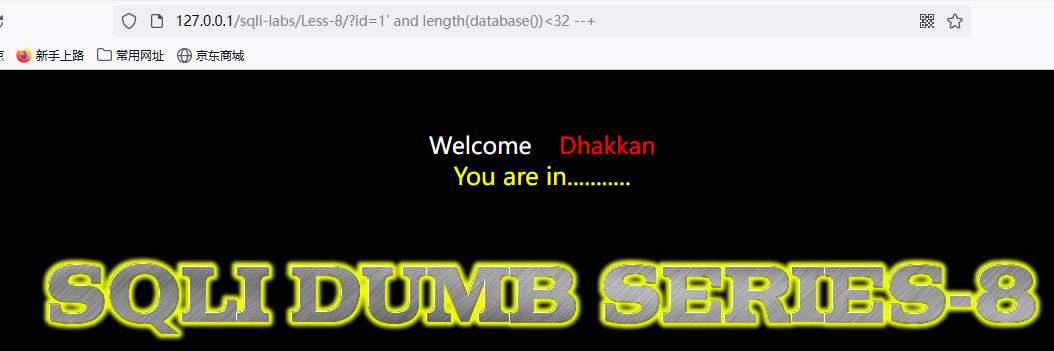 127.0.0.1/sqli-labs/Less-8/?id=1' and length(database())<32 --+
新手上路 常用网址 京东商城
Welcome Dhakkan
You are in...........
SQLI DUMB SERIES-8